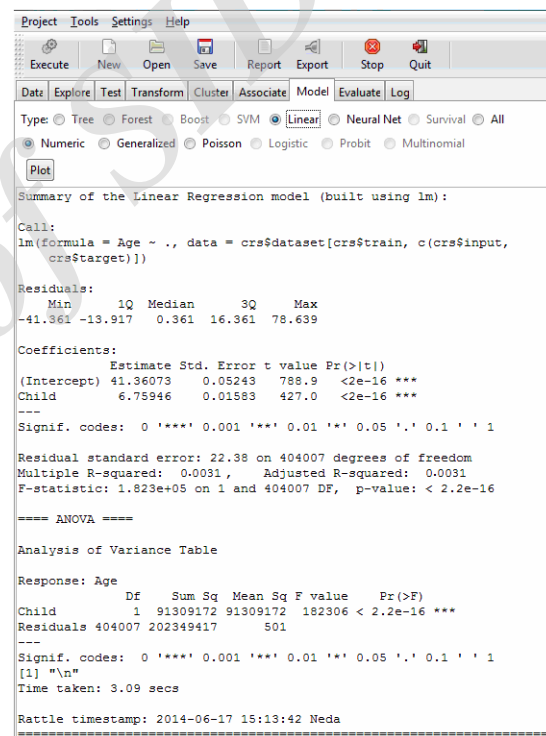 Project Tools Settings Help
Execute New Open Save Report Export Stop Quit
Data Explore Test Transform Cluster Associate Model Evaluate Log
Type: Tree Forest Boost SVM Linear Neural Net Survival All
Numeric Generalized Poisson Logistic Probit Multinomial
Plot
Summary of the Linear Regression model (built using lm):
Call:
lm(formula = Age ~ ., data = crs$dataset[crs$train, c(crs$input,
    crs$target)])
Residuals:
    Min      1Q  Median      3Q     Max
-41.361 -13.917   0.361  16.361  78.639
Coefficients:
            Estimate Std. Error t value Pr(>|t|)
(Intercept) 41.36073    0.05243   788.9   <2e-16 ***
Child        6.75946    0.01583   427.0   <2e-16 ***
---
Signif. codes:  0 '***' 0.001 '**' 0.01 '*' 0.05 '.' 0.1 ' ' 1
Residual standard error: 22.38 on 404007 degrees of freedom
Multiple R-squared:  0.0031 ,    Adjusted R-squared:  0.0031
F-statistic: 1.823e+05 on 1 and 404007 DF,  p-value: < 2.2e-16
==== ANOVA ====
Analysis of Variance Table
Response: Age
              Df    Sum Sq  Mean Sq F value    Pr(>F)
Child          1  91309172 91309172  182306 < 2.2e-16 ***
Residuals 404007 202349417      501
---
Signif. codes:  0 '***' 0.001 '**' 0.01 '*' 0.05 '.' 0.1 ' ' 1
[1] "\n"
Time taken: 3.09 secs
Rattle timestamp: 2014-06-17 15:13:42 Neda
======================================================================